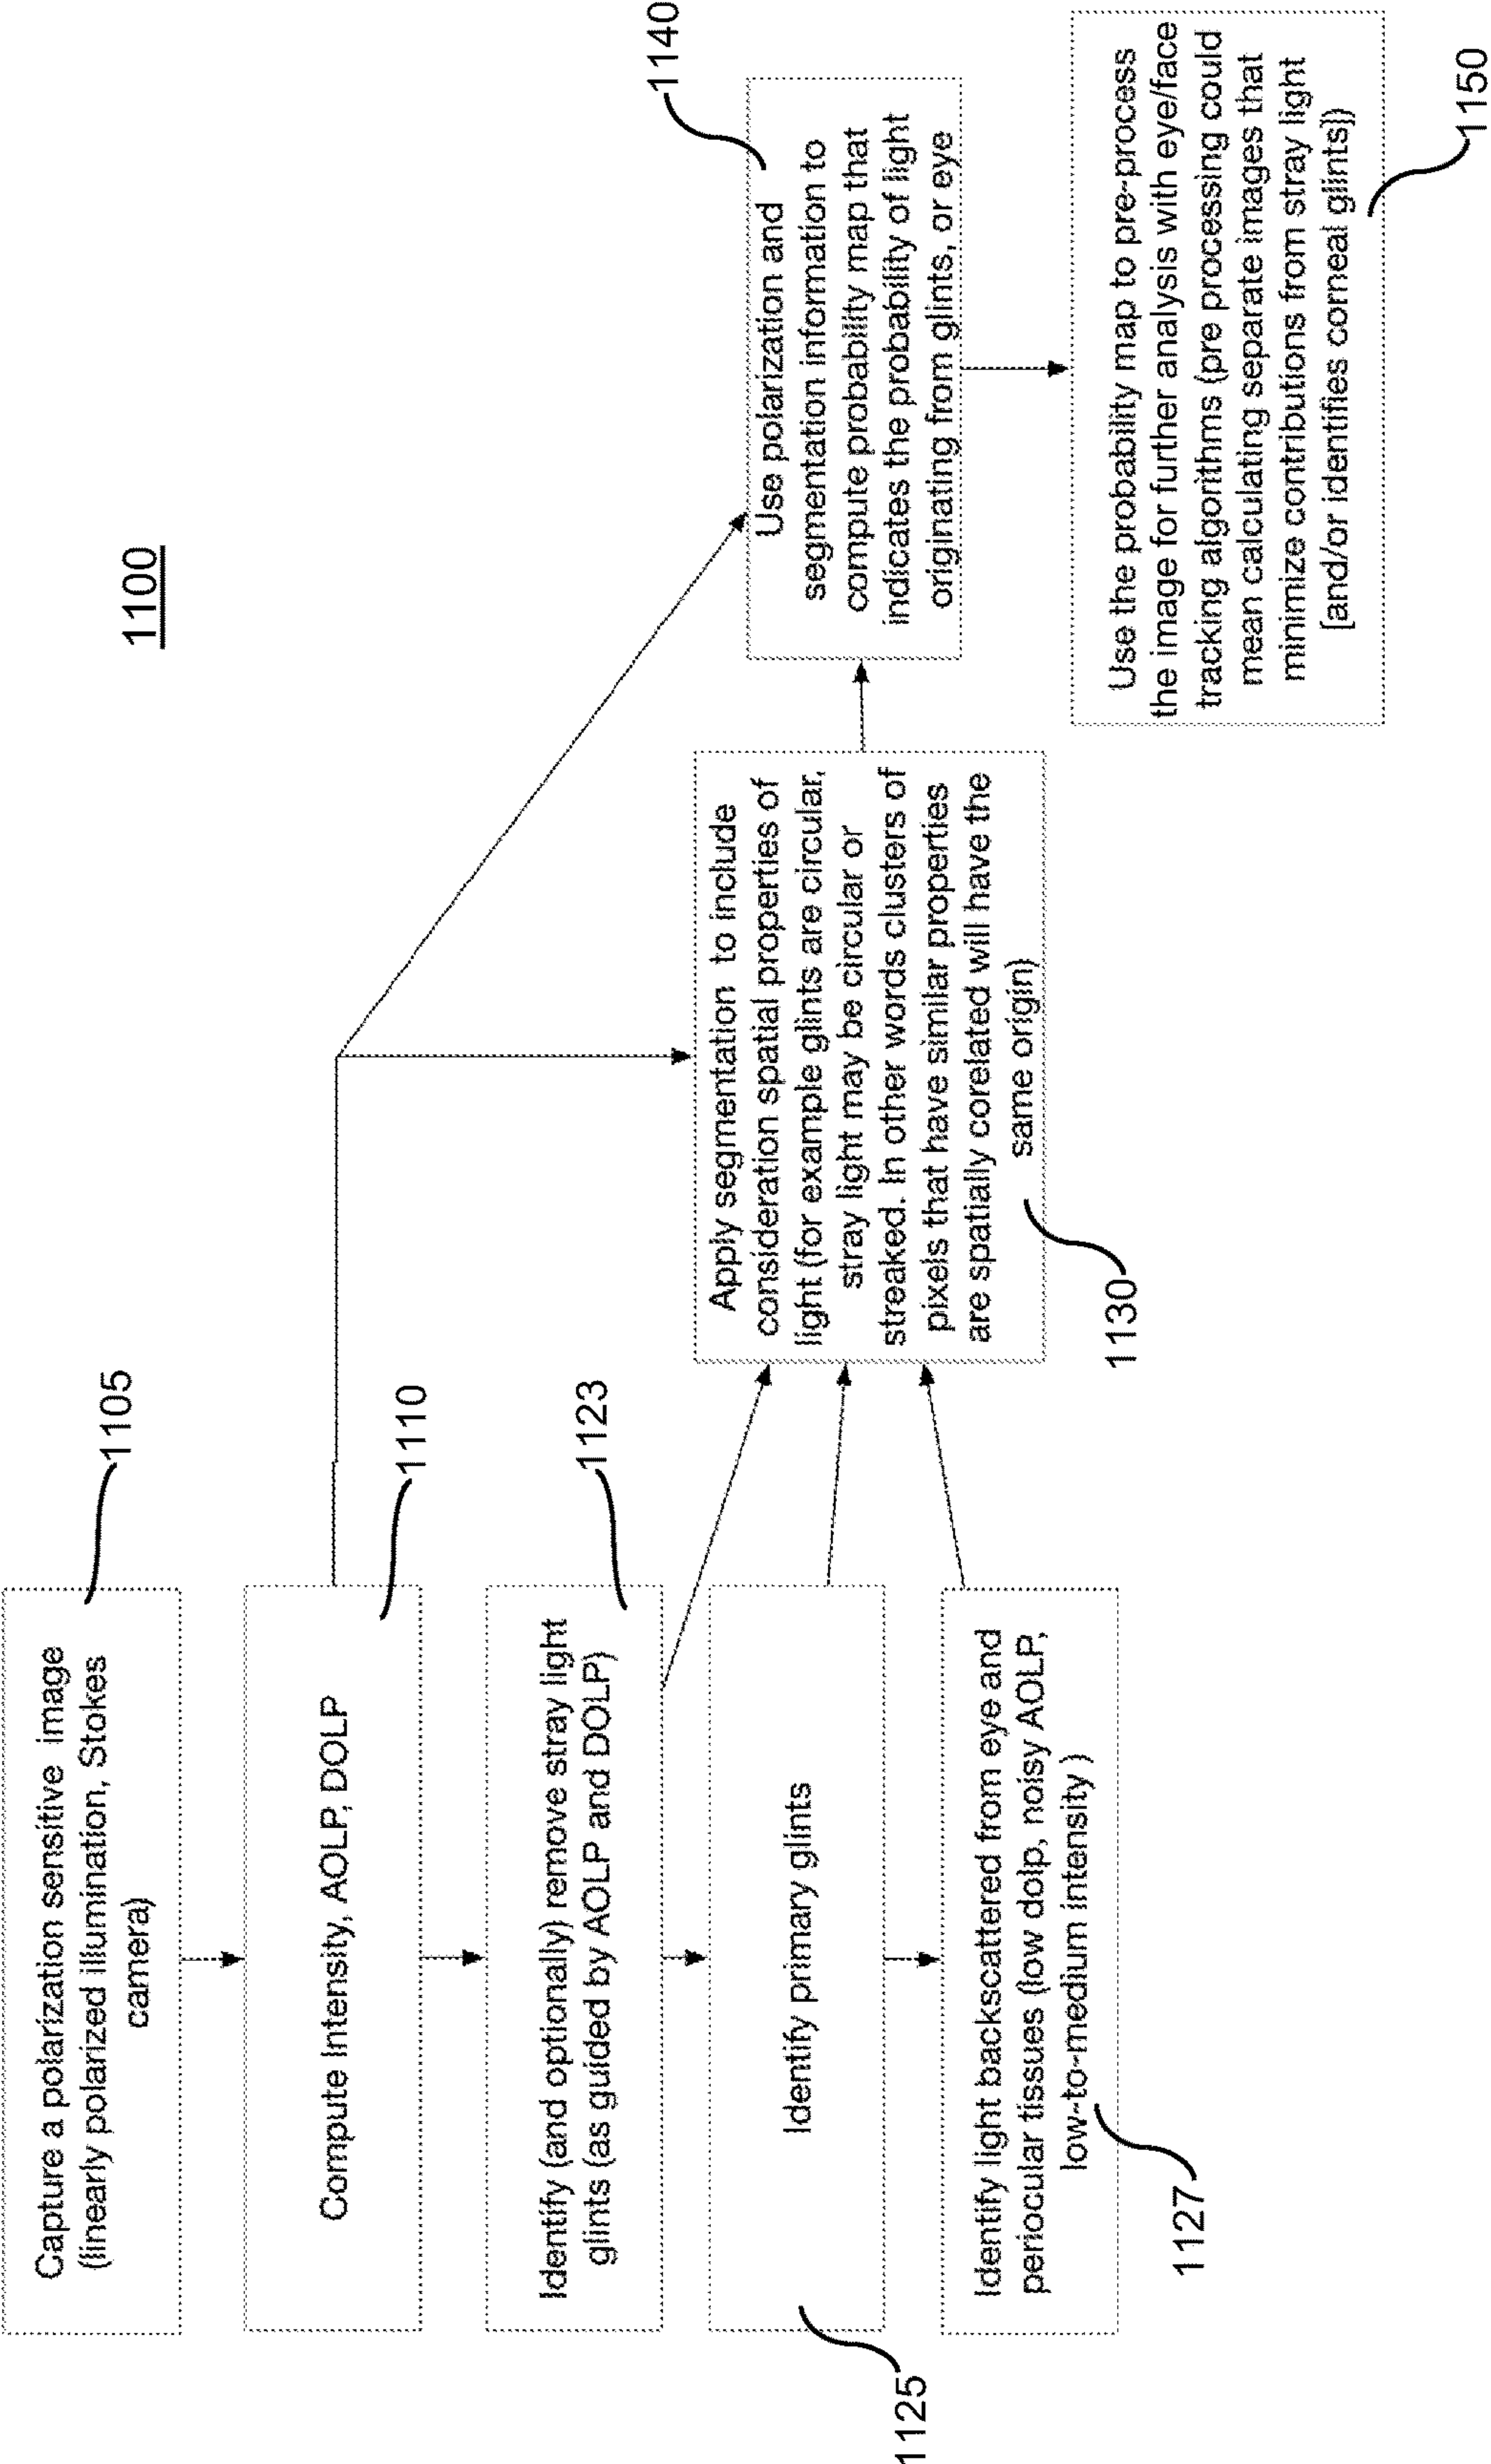 1100
Capture a polarization sensitive image
(linearly polarized illumination, Stokes
camera)
1105
Compute Intensity, AOLP, DOLP
1110
Identify (and optionally) remove stray light
glints (as guided by AOLP and DOLP)
1123
Identify primary glints
1125
Identify light backscattered from eye and
periocular tissues (low dolp, noisy AOLP,
low-to-medium intensity )
1127
Apply segmentation to include
consideration spatial properties of
light (for example glints are circular,
stray light may be circular or
streaked. In other words clusters of
pixels that have similar properties
are spatially corelated will have the
same origin)
1130
Use polarization and
segmentation information to
compute probability map that
indicates the probability of light
originating from glints, or eye
1140
Use the probability map to pre-process
the image for further analysis with eye/face
tracking algorithms (pre processing could
mean calculating separate images that
minimize contributions from stray light
[and/or identifies corneal glints])
1150